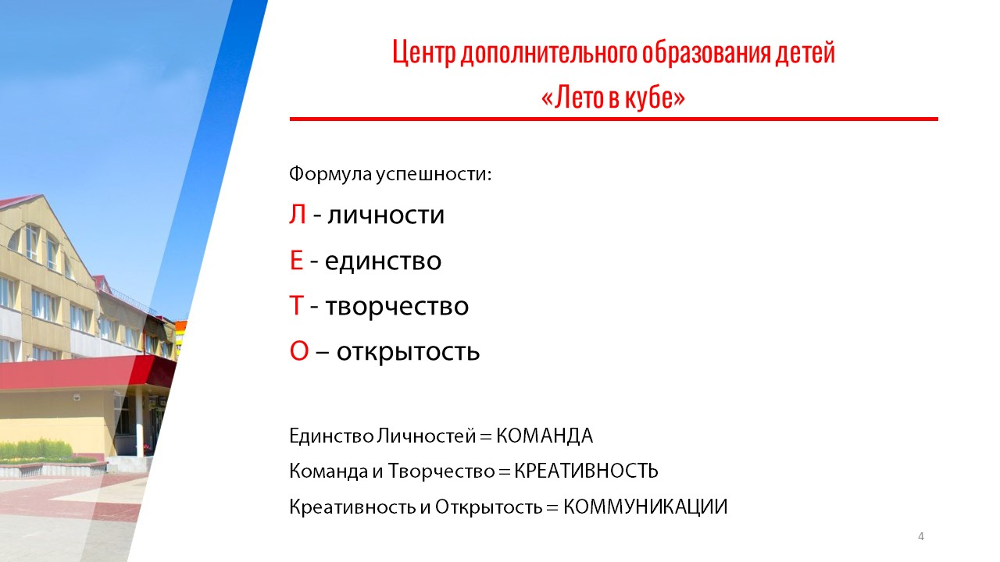 Центр дополнительного образования детей
«Лето в кубе»
Формула успешности:
Л - личности
Е - единство
Т - творчество
О – открытость
Единство Личностей = КОМАНДА
Команда и Творчество = КРЕАТИВНОСТЬ
Креативность и Открытость = КОММУНИКАЦИИ
4